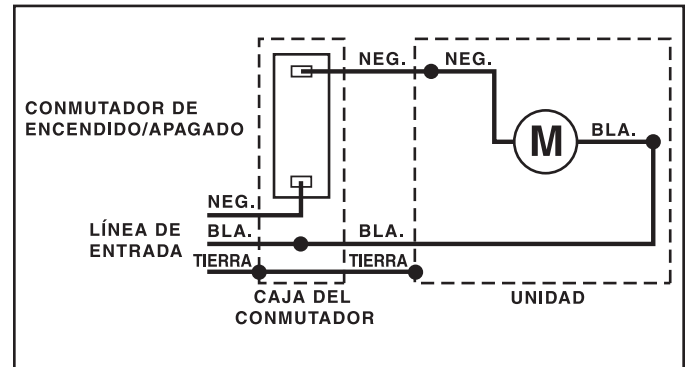 NEG.
NEG.
CONMUTADOR DE
ENCENDIDO/APAGADO
M
BLA.
NEG.
LÍNEA DE
ENTRADA
BLA.
BLA.
TIERRA
TIERRA
CAJA DEL
CONMUTADOR
UNIDAD